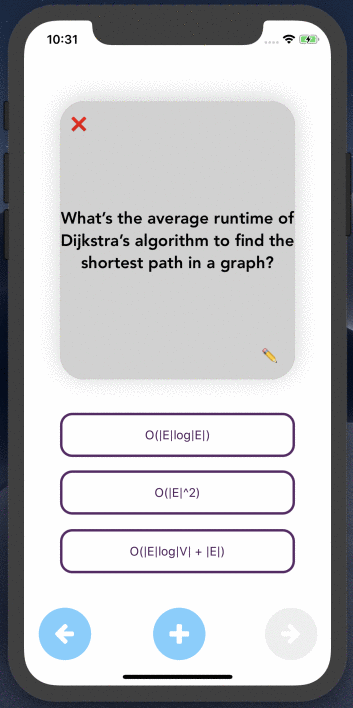 10:31
What’s the average runtime of
Dijkstra’s algorithm to find the
shortest path in a graph?
O(|E|log|E|)
O(|E|^2)
O(|E|log|V| + |E|)